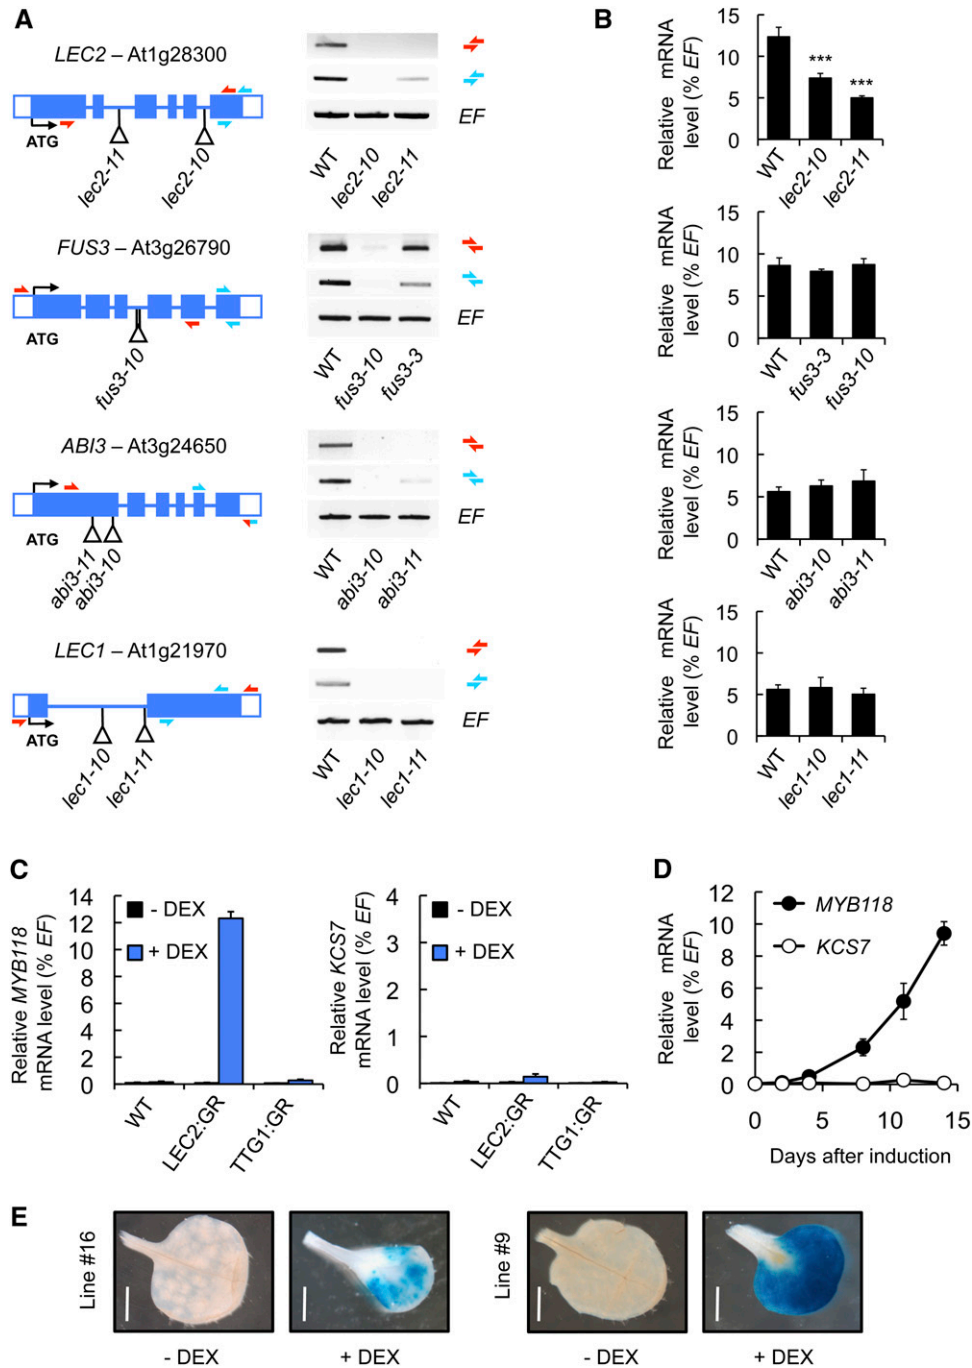 A
LEC2 – At1g28300
ATG
lec2-11
lec2-10
EF
WT
lec2-10
lec2-11
FUS3 – At3g26790
ATG
fus3-10
EF
WT
fus3-10
fus3-3
ABI3 – At3g24650
ATG
abi3-11
abi3-10
EF
WT
abi3-10
abi3-11
LEC1 – At1g21970
ATG
lec1-10
lec1-11
EF
WT
lec1-10
lec1-11
B
Relative mRNA
level (% EF)
15
10
5
0
***
***
WT
lec2-10
lec2-11
Relative mRNA
level (% EF)
15
10
5
0
WT
fus3-3
fus3-10
Relative mRNA
level (% EF)
15
10
5
0
WT
abi3-10
abi3-11
Relative mRNA
level (% EF)
15
10
5
0
WT
lec1-10
lec1-11
C
Relative MYB118
mRNA level (% EF)
14
12
10
8
6
4
2
0
- DEX
+ DEX
WT
LEC2:GR
TTG1:GR
Relative KCS7
mRNA level (% EF)
4
3
2
1
0
- DEX
+ DEX
WT
LEC2:GR
TTG1:GR
D
Relative mRNA
level (% EF)
12
10
8
6
4
2
0
MYB118
KCS7
0 5 10 15
Days after induction
E
Line #16
- DEX
+ DEX
Line #9
- DEX
+ DEX